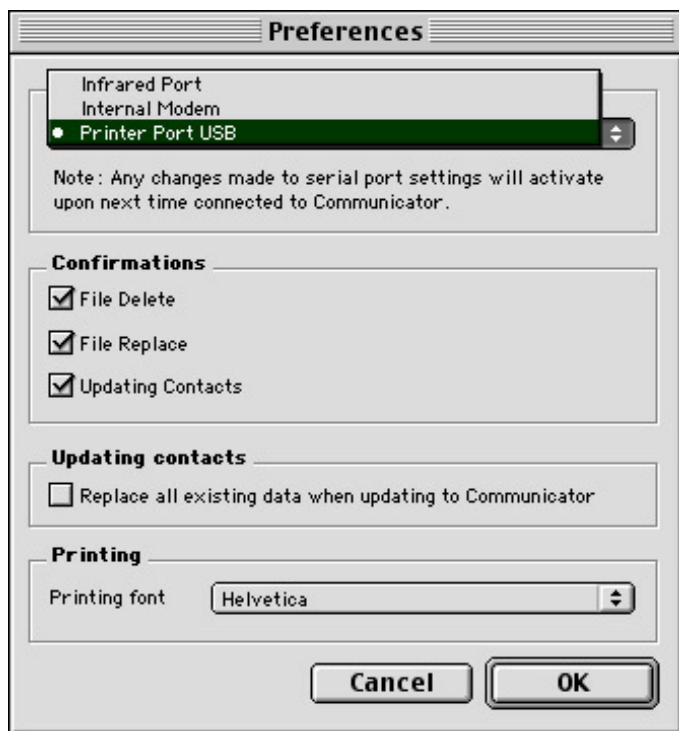 Preferences
Infrared Port
Internal Modem
Printer Port USB
Note: Any changes made to serial port settings will activate
upon next time connected to Communicator.
Confirmations
File Delete
File Replace
Updating Contacts
Updating contacts
Replace all existing data when updating to Communicator
Printing
Printing font Helvetica
Cancel OK